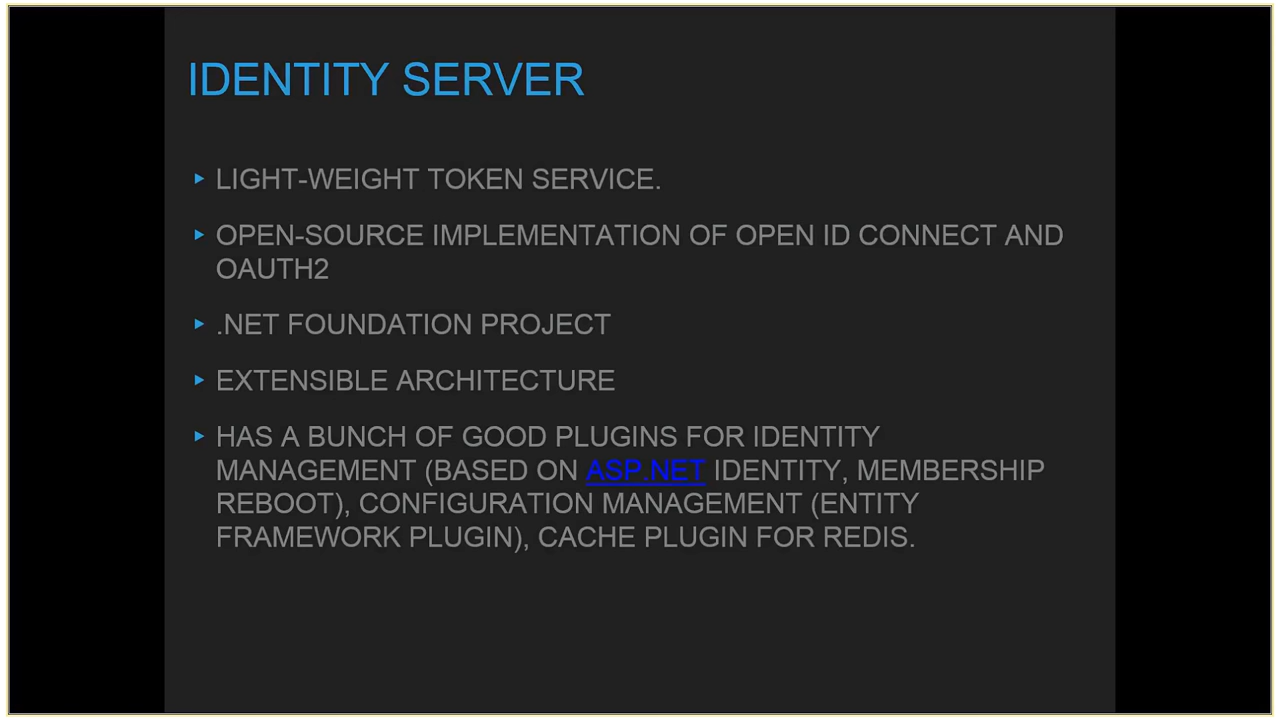 IDENTITY SERVER
LIGHT-WEIGHT TOKEN SERVICE.
OPEN-SOURCE IMPLEMENTATION OF OPEN ID CONNECT AND
OAUTH2
.NET FOUNDATION PROJECT
EXTENSIBLE ARCHITECTURE
HAS A BUNCH OF GOOD PLUGINS FOR IDENTITY
MANAGEMENT (BASED ON ASP.NET IDENTITY, MEMBERSHIP
REBOOT), CONFIGURATION MANAGEMENT (ENTITY
FRAMEWORK PLUGIN), CACHE PLUGIN FOR REDIS.